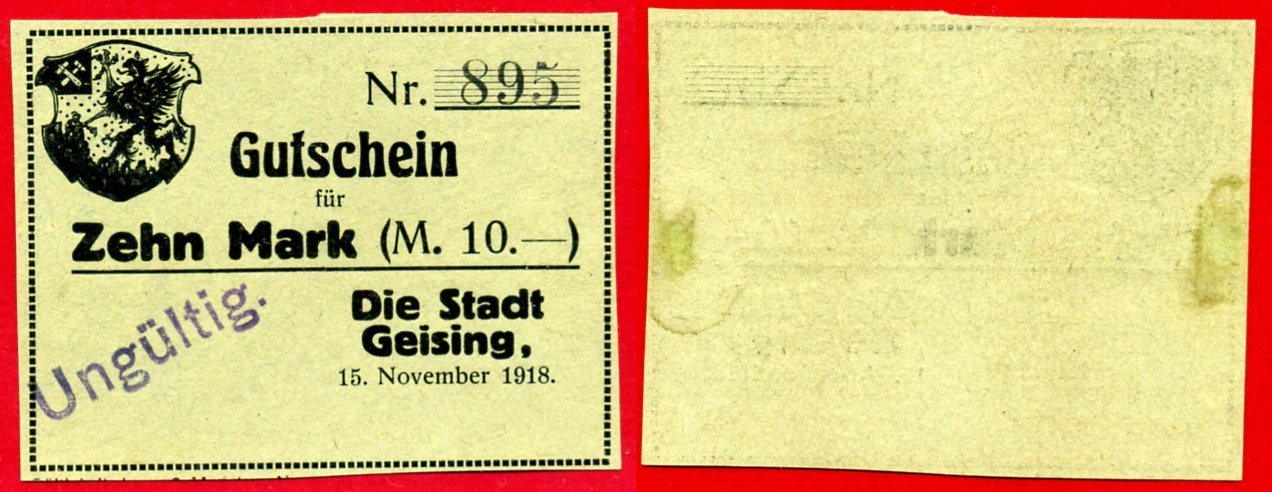 Nr. 895
Gutschein
für
Zehn Mark (M. 10.—)
Die Stadt
Geising,
15. November 1918.
Ungültig.